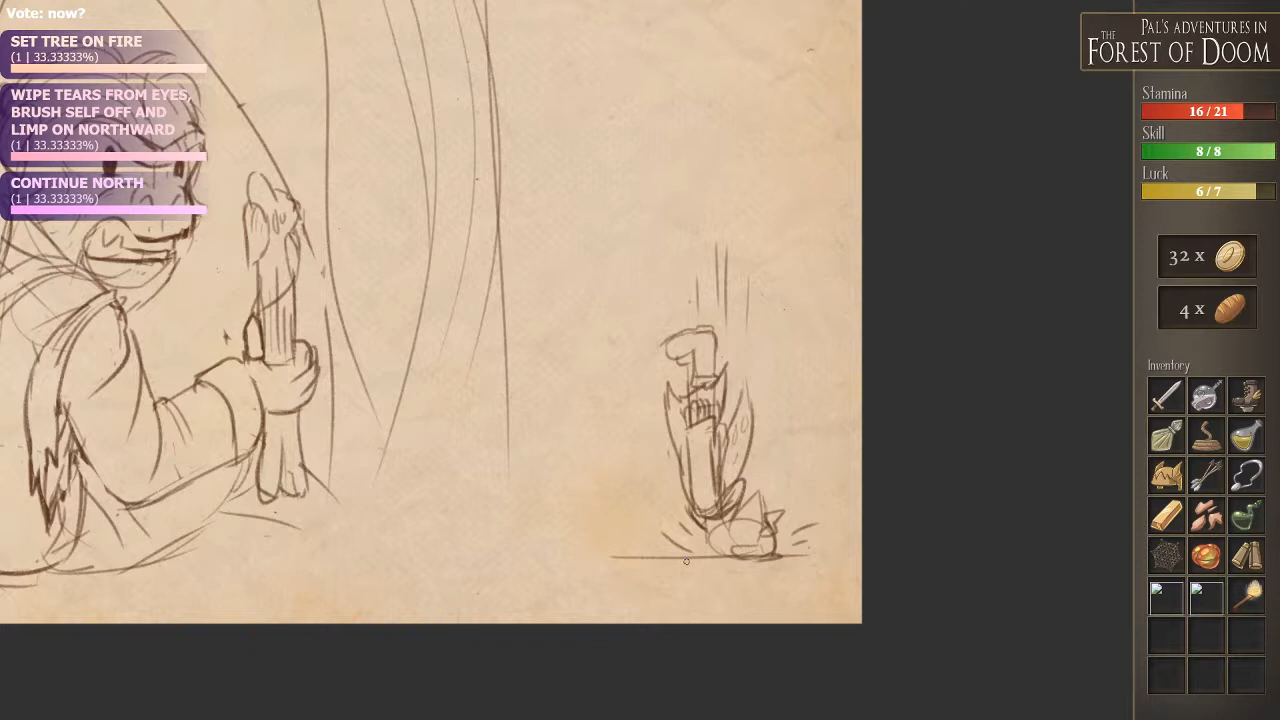 Vote: now?
SET TREE ON FIRE
(1 | 33.33333%)
WIPE TEARS FROM EYES,
BRUSH SELF OFF AND
LIMP ON NORTHWARD
(1 | 33.33333%)
CONTINUE NORTH
(1 | 33.33333%)
PAL'S ADVENTURES IN
THE
FOREST OF DOOM
Stamina
16 / 21
Skill
8 / 8
Luck
6 / 7
32 x
4 x
Inventory